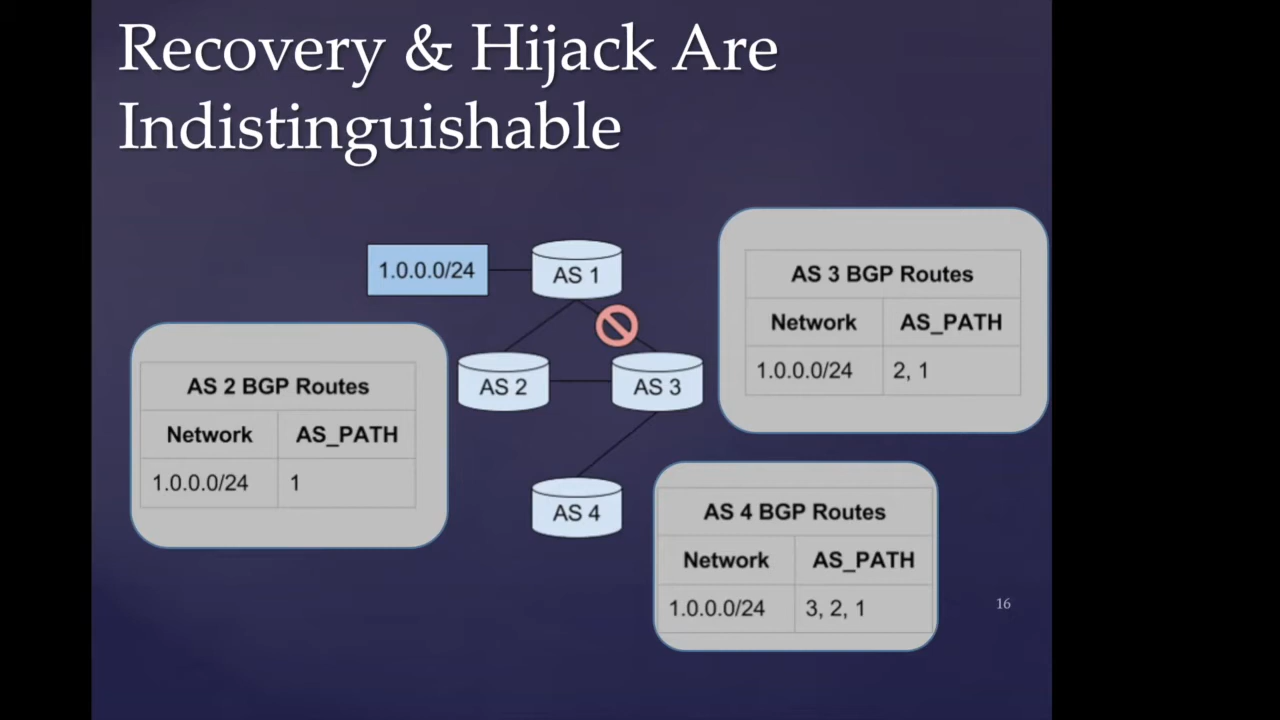 Recovery & Hijack Are
Indistinguishable
1.0.0.0/24
AS 1
AS 2
AS 3
AS 4
AS 2 BGP Routes
Network AS_PATH
1.0.0.0/24 1
AS 3 BGP Routes
Network AS_PATH
1.0.0.0/24 2, 1
AS 4 BGP Routes
Network AS_PATH
1.0.0.0/24 3, 2, 1
16